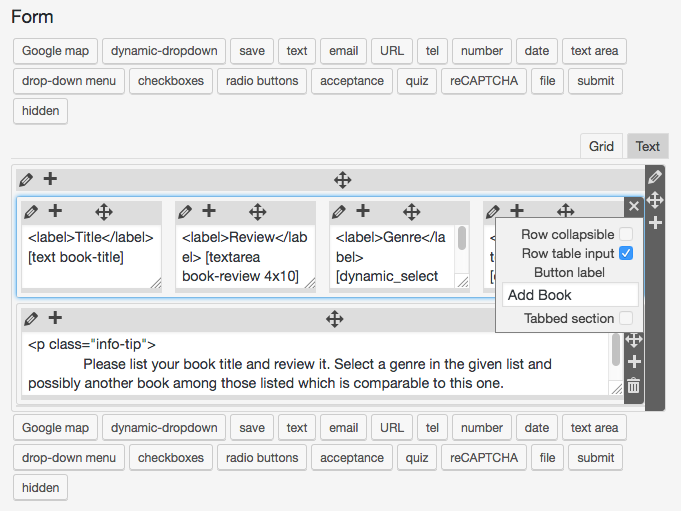 Form
Google map dynamic-dropdown save text email URL tel number date text area
drop-down menu checkboxes radio buttons acceptance quiz reCAPTCHA file submit
hidden
Grid Text
<label>Title</label>
[text book-title]
<label>Review</lab
el> [textarea
book-review 4x10]
<label>Genre</la
bel>
[dynamic_select
Row collapsible
Row table input
Button label
Add Book
Tabbed section
<p class="info-tip">
Please list your book title and review it. Select a genre in the given list and
possibly another book among those listed which is comparable to this one.
Google map dynamic-dropdown save text email URL tel number date text area
drop-down menu checkboxes radio buttons acceptance quiz reCAPTCHA file submit
hidden